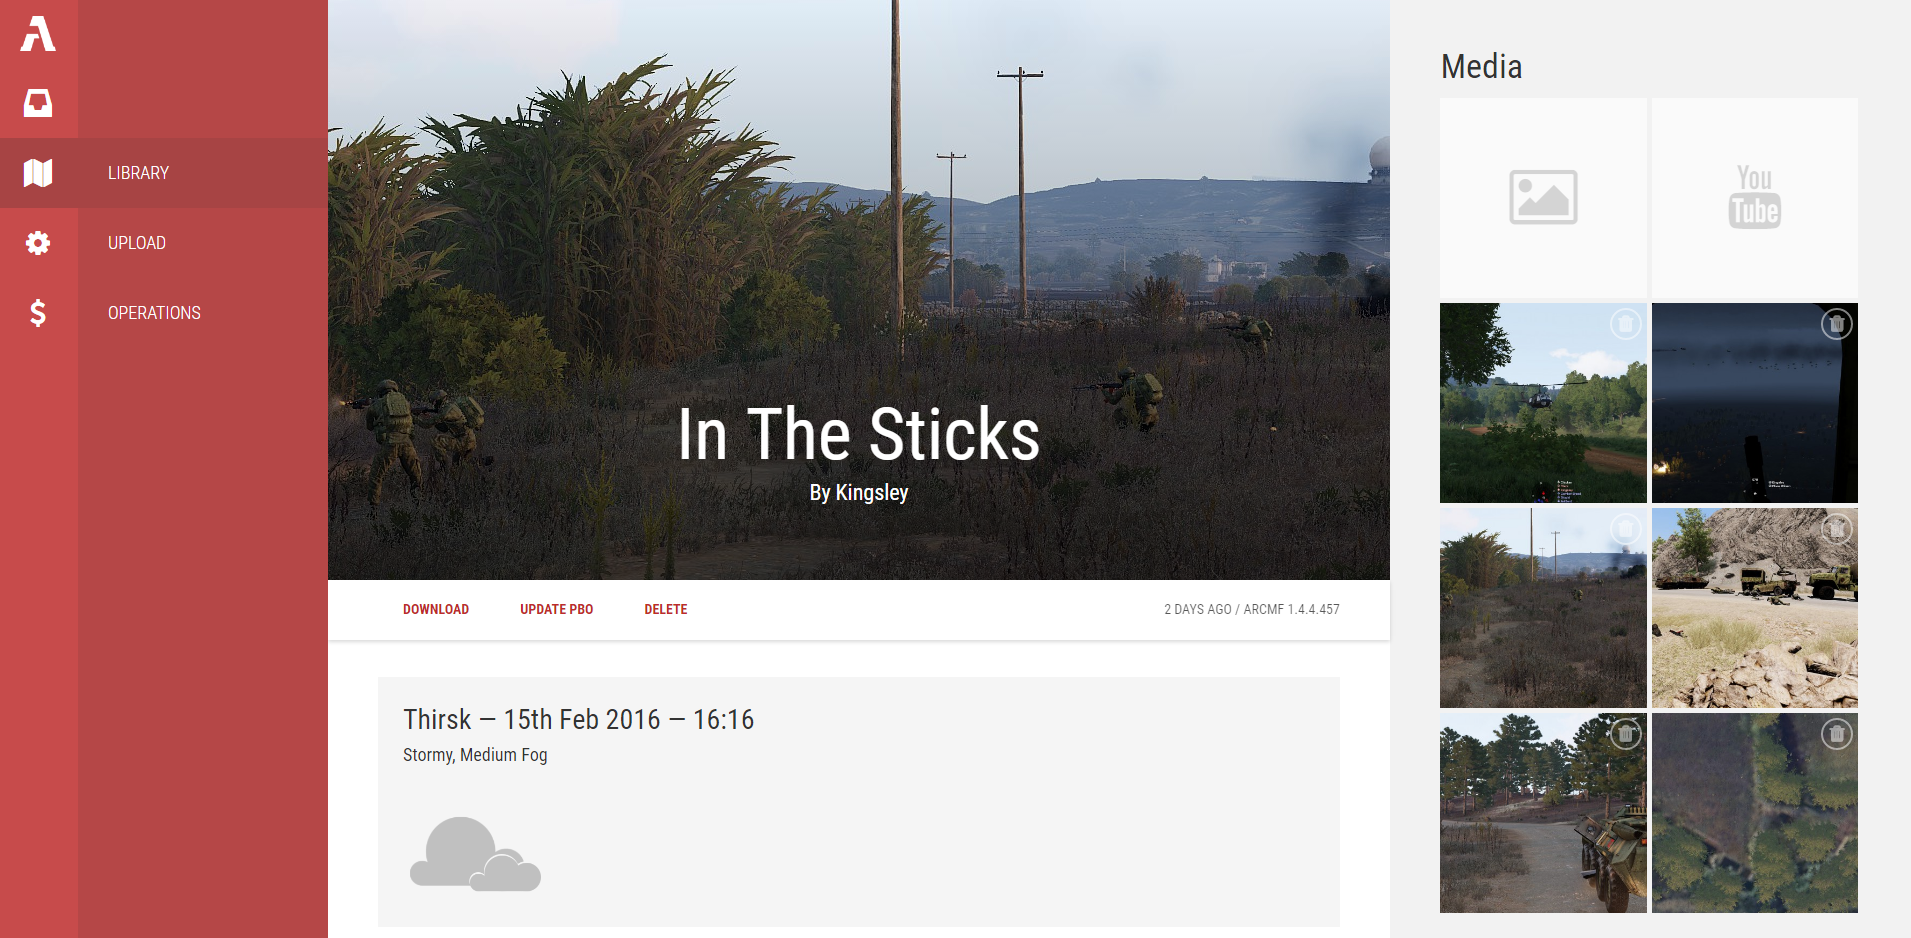 LIBRARY
UPLOAD
OPERATIONS
In The Sticks
By Kingsley
DOWNLOAD
UPDATE PBO
DELETE
2 DAYS AGO / ARCMF 1.4.4.457
Thirsk — 15th Feb 2016 — 16:16
Stormy, Medium Fog
Media
You
Tube